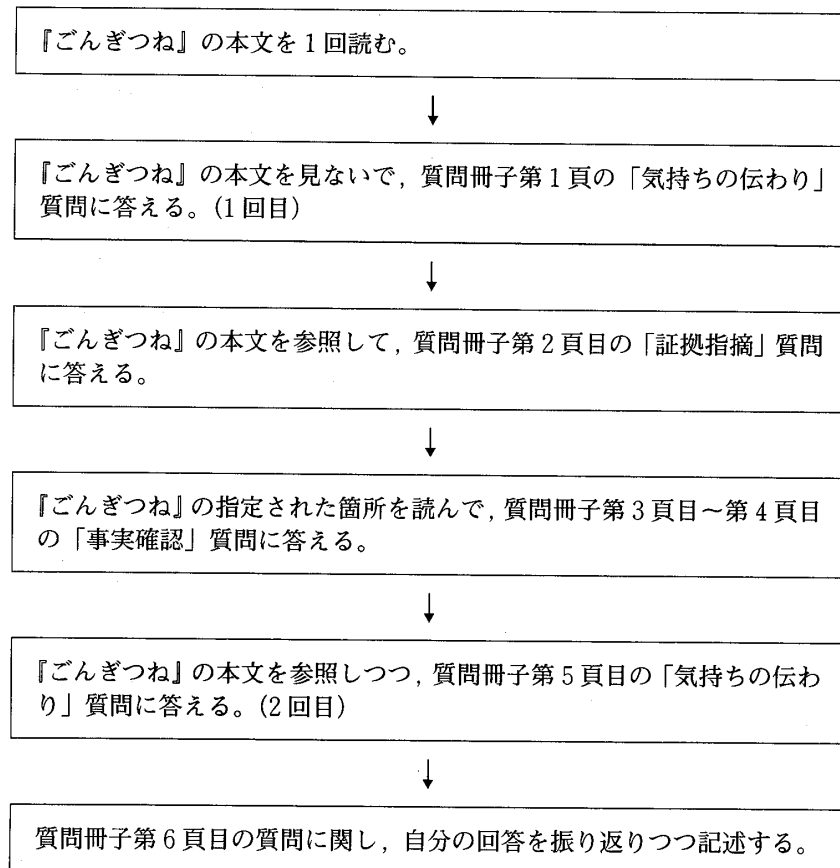 『ごんぎつね』の本文を1回読む。
↓
『ごんぎつね』の本文を見ないで,質問冊子第1頁の「気持ちの伝わり」
質問に答える。(1回目)
↓
『ごんぎつね』の本文を参照して,質問冊子第2頁目の「証拠指摘」質問
に答える。
↓
『ごんぎつね』の指定された箇所を読んで,質問冊子第3頁目〜第4頁目
の「事実確認」質問に答える。
↓
『ごんぎつね』の本文を参照しつつ,質問冊子第5頁目の「気持ちの伝わ
り」質問に答える。(2回目)
↓
質問冊子第6頁目の質問に関し,自分の回答を振り返りつつ記述する。